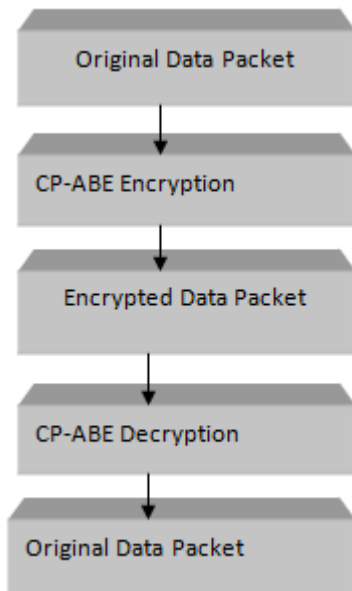 Original Data Packet
CP-ABE Encryption
Encrypted Data Packet
CP-ABE Decryption
Original Data Packet